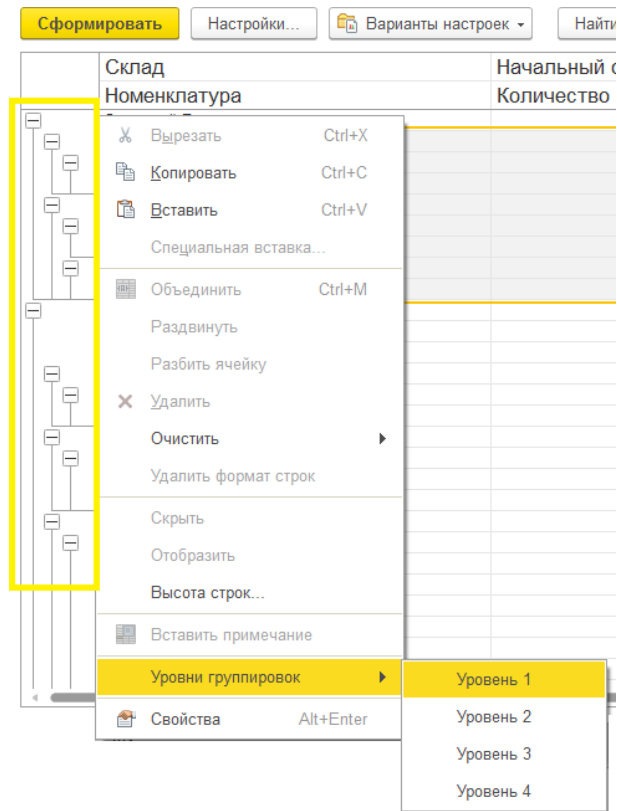 Сформировать Настройки... Варианты настроек Найти
Склад Начальный
Номенклатура Количество
Вырезать Ctrl+X
Копировать Ctrl+C
Вставить Ctrl+V
Специальная вставка...
Объединить Ctrl+M
Раздвинуть
Разбить ячейку
Удалить
Очистить
Удалить формат строк
Скрыть
Отобразить
Высота строк...
Вставить примечание
Уровни группировок
Уровень 1
Свойства Alt+Enter
Уровень 2
Уровень 3
Уровень 4